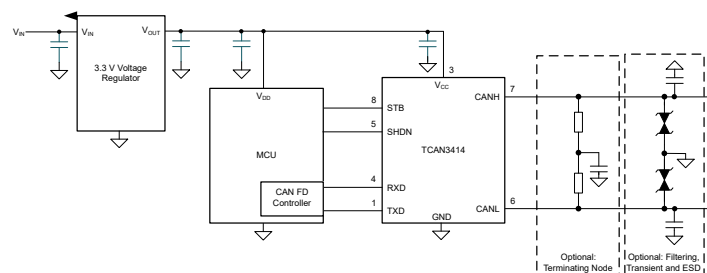 VIN
VIN
VOUT
3.3 V Voltage
Regulator
VDD
MCU
CAN FD
Controller
8
5
4
1
3
VCC
STB
SHDN
RXD
TXD
TCAN3414
GND
CANH
CANL
7
6
Optional:
Terminating Node
Optional: Filtering,
Transient and ESD